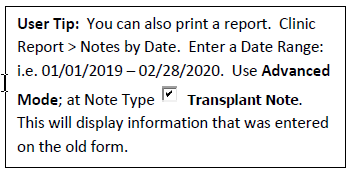 User Tip: You can also print a report. Clinic
Report > Notes by Date. Enter a Date Range:
i.e. 01/01/2019 – 02/28/2020. Use Advanced
Mode; at Note Type ☑ Transplant Note.
This will display information that was entered
on the old form.